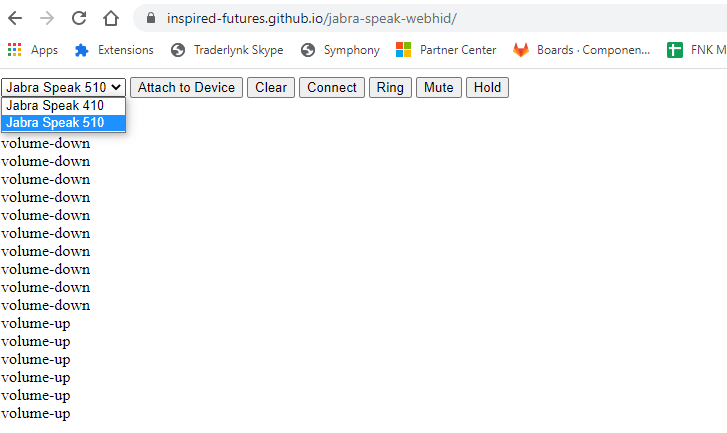 inspired-futures.github.io/jabra-speak-webhid/
Apps Extensions Traderlynk Skype Symphony Partner Center Boards · Componen... FNK M
Jabra Speak 510 Attach to Device Clear Connect Ring Mute Hold
Jabra Speak 410
Jabra Speak 510
volume-down
volume-down
volume-down
volume-down
volume-down
volume-down
volume-down
volume-down
volume-down
volume-down
volume-up
volume-up
volume-up
volume-up
volume-up
volume-up